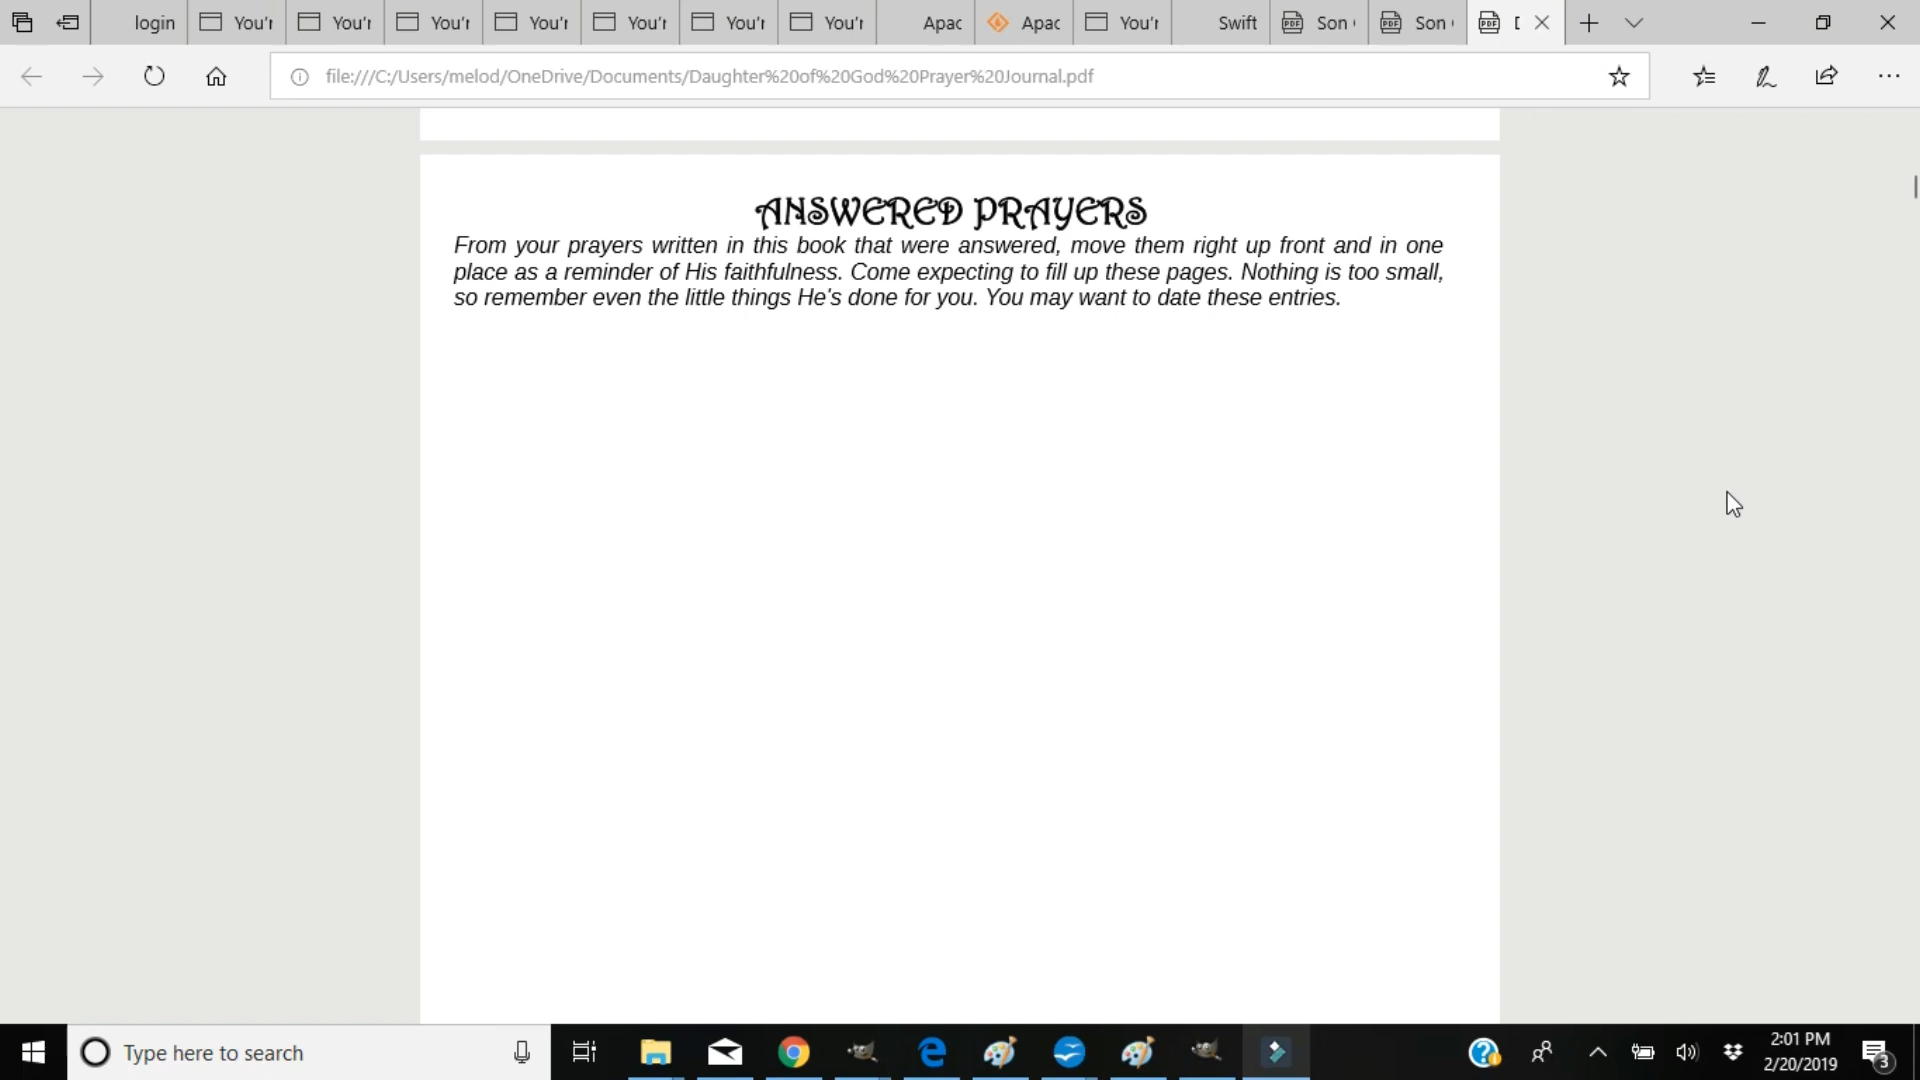 login You'r You'r You'r You'r You'r You'r You'r Apac Apac You'r Swift Son Son
file:///C:/Users/melod/OneDrive/Documents/Daughter%20of%20God%20Prayer%20Journal.pdf
ANSWERED PRAYERS
From your prayers written in this book that were answered, move them right up front and in one
place as a reminder of His faithfulness. Come expecting to fill up these pages. Nothing is too small,
so remember even the little things He's done for you. You may want to date these entries.
Type here to search
2:01 PM
2/20/2019
3